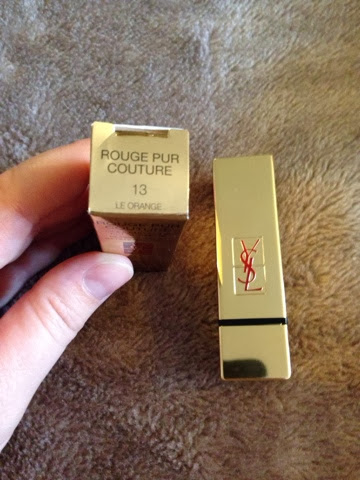 ROUGE PUR
COUTURE
13
LE ORANGE
YSL